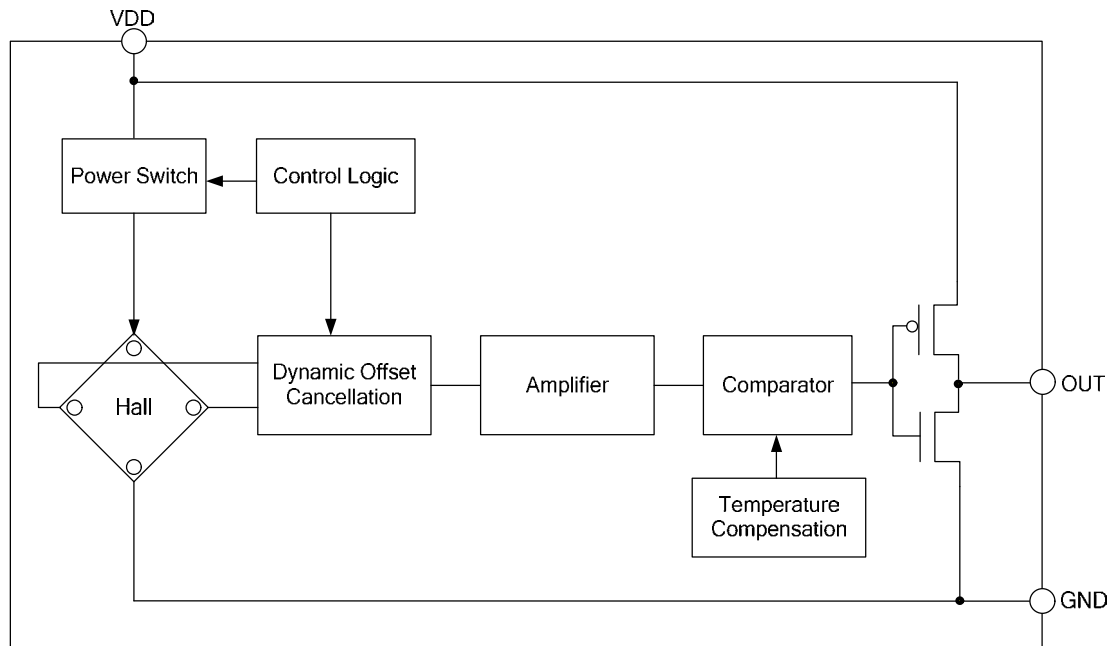 VDD
Power Switch
Control Logic
Hall
Dynamic Offset
Cancellation
Amplifier
Comparator
OUT
Temperature
Compensation
GND